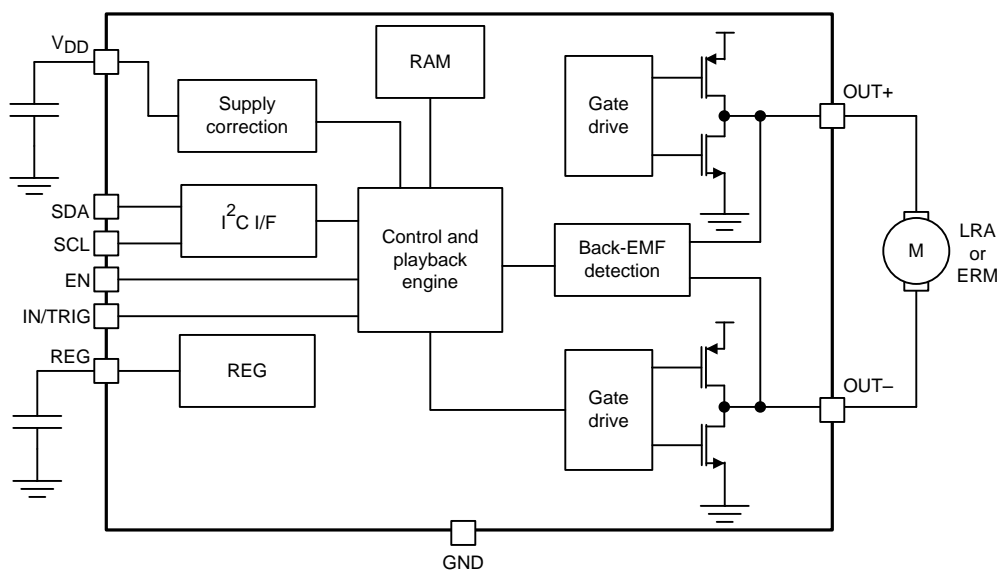 VDD
RAM
Supply
correction
Gate
drive
OUT+
SDA
SCL
I2C I/F
Control and
playback
engine
Back-EMF
detection
M
LRA
or
ERM
EN
IN/TRIG
REG
REG
Gate
drive
OUT–
GND